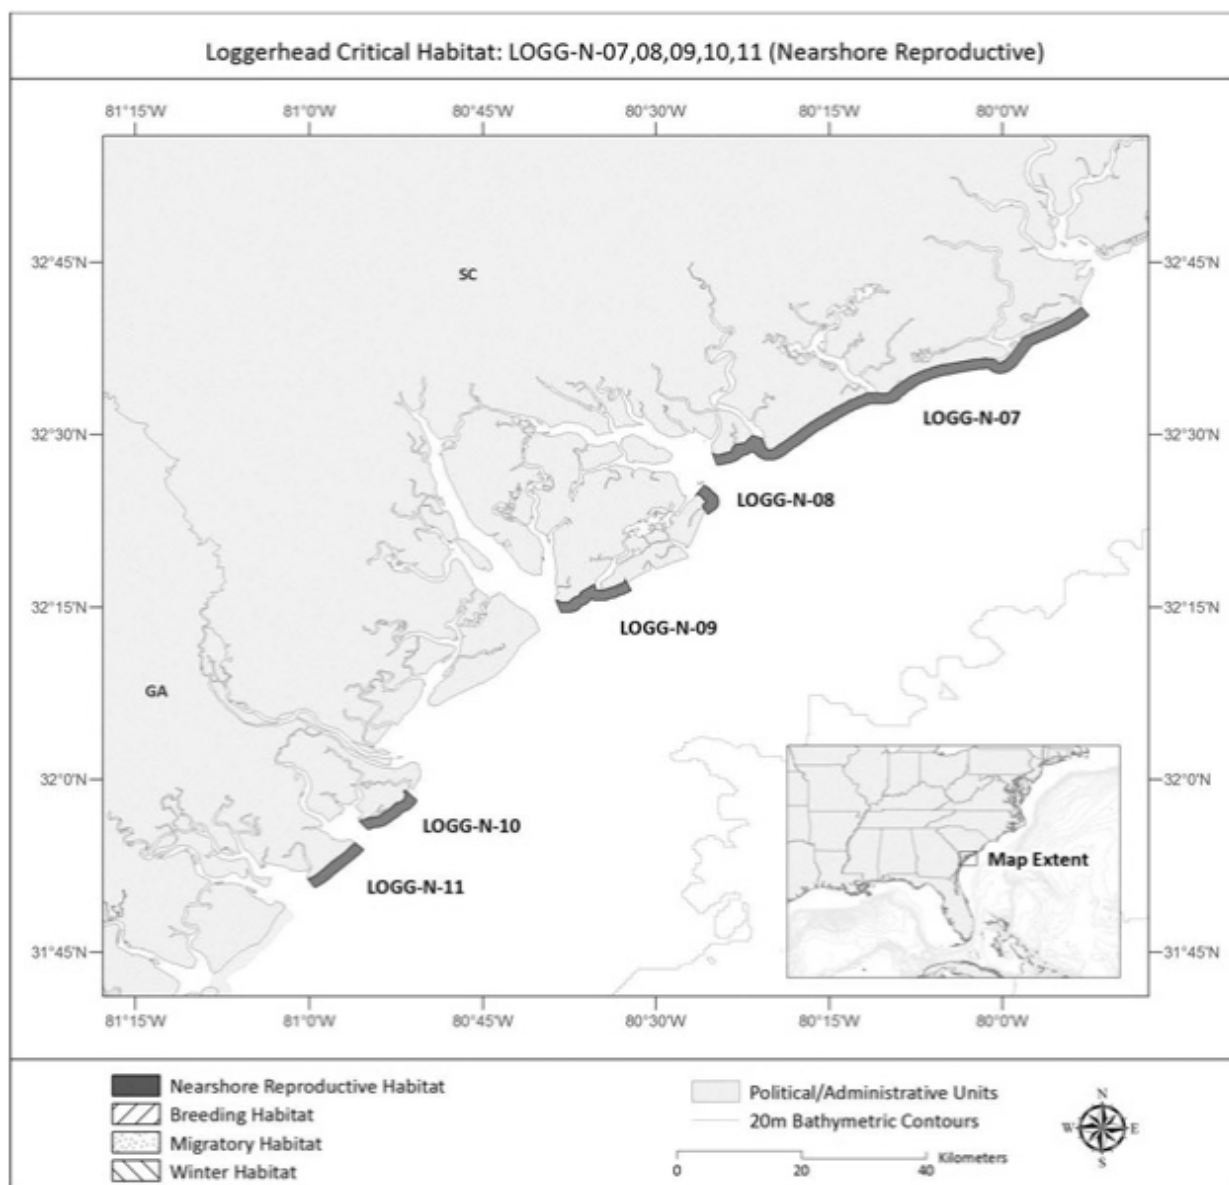 Loggerhead Critical Habitat: LOGG-N-07,08,09,10,11 (Nearshore Reproductive)
81°15'W 81°0'W 80°45'W 80°30'W 80°15'W 80°0'W
32°45'N SC 32°45'N
LOGG-N-07
32°30'N 32°30'N
LOGG-N-08
32°15'N 32°15'N
LOGG-N-09
GA
32°0'N 32°0'N
LOGG-N-10
Map Extent
LOGG-N-11
31°45'N 31°45'N
81°15'W 81°0'W 80°45'W 80°30'W 80°15'W 80°0'W
Nearshore Reproductive Habitat
Breeding Habitat
Migratory Habitat
Winter Habitat
Political/Administrative Units
20m Bathymetric Contours
Kilometers
0 20 40
N
W E
S